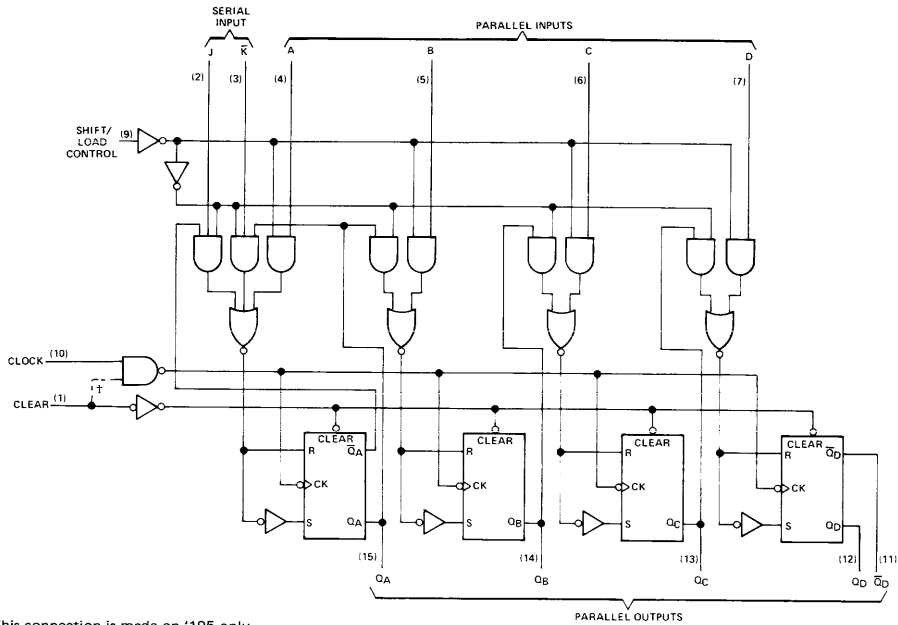 SERIAL
INPUT
PARALLEL INPUTS
J K̅ A B C D
(2) (3) (4) (5) (6) (7)
SHIFT/
LOAD
CONTROL
(9)
CLOCK (10)
†
CLEAR (1)
CLEAR CLEAR CLEAR CLEAR
R Q̅A R R R Q̅D
CK CK CK CK
S QA S QB S QC S QD
(15) (14) (13) (12) (11)
QA QB QC QD Q̅D
PARALLEL OUTPUTS